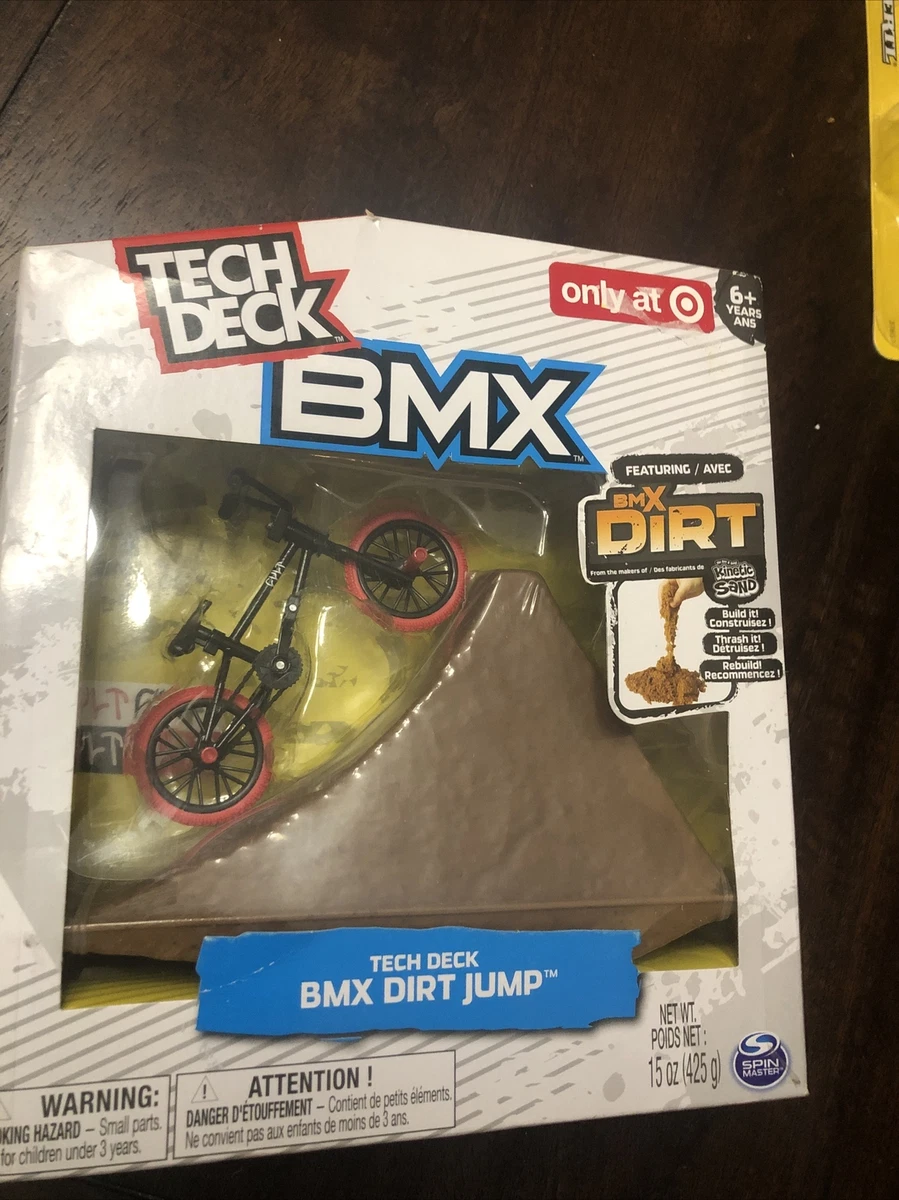 TECH
DECK™
only at
6+
YEARS
ANS
BMX™
FEATURING / AVEC
BMX
DIRT
From the makers of / Des fabricants de
Kinetic
SAND
Build it!
Construisez !
Thrash it!
Détruisez !
Rebuild!
Recommencez !
CULT
TECH DECK
BMX DIRT JUMP™
NET WT.
POIDS NET :
15 oz (425 g)
SPIN
MASTER
WARNING:
KING HAZARD – Small parts.
for children under 3 years.
ATTENTION !
DANGER D'ÉTOUFFEMENT – Contient de petits éléments.
Ne convient pas aux enfants de moins de 3 ans.